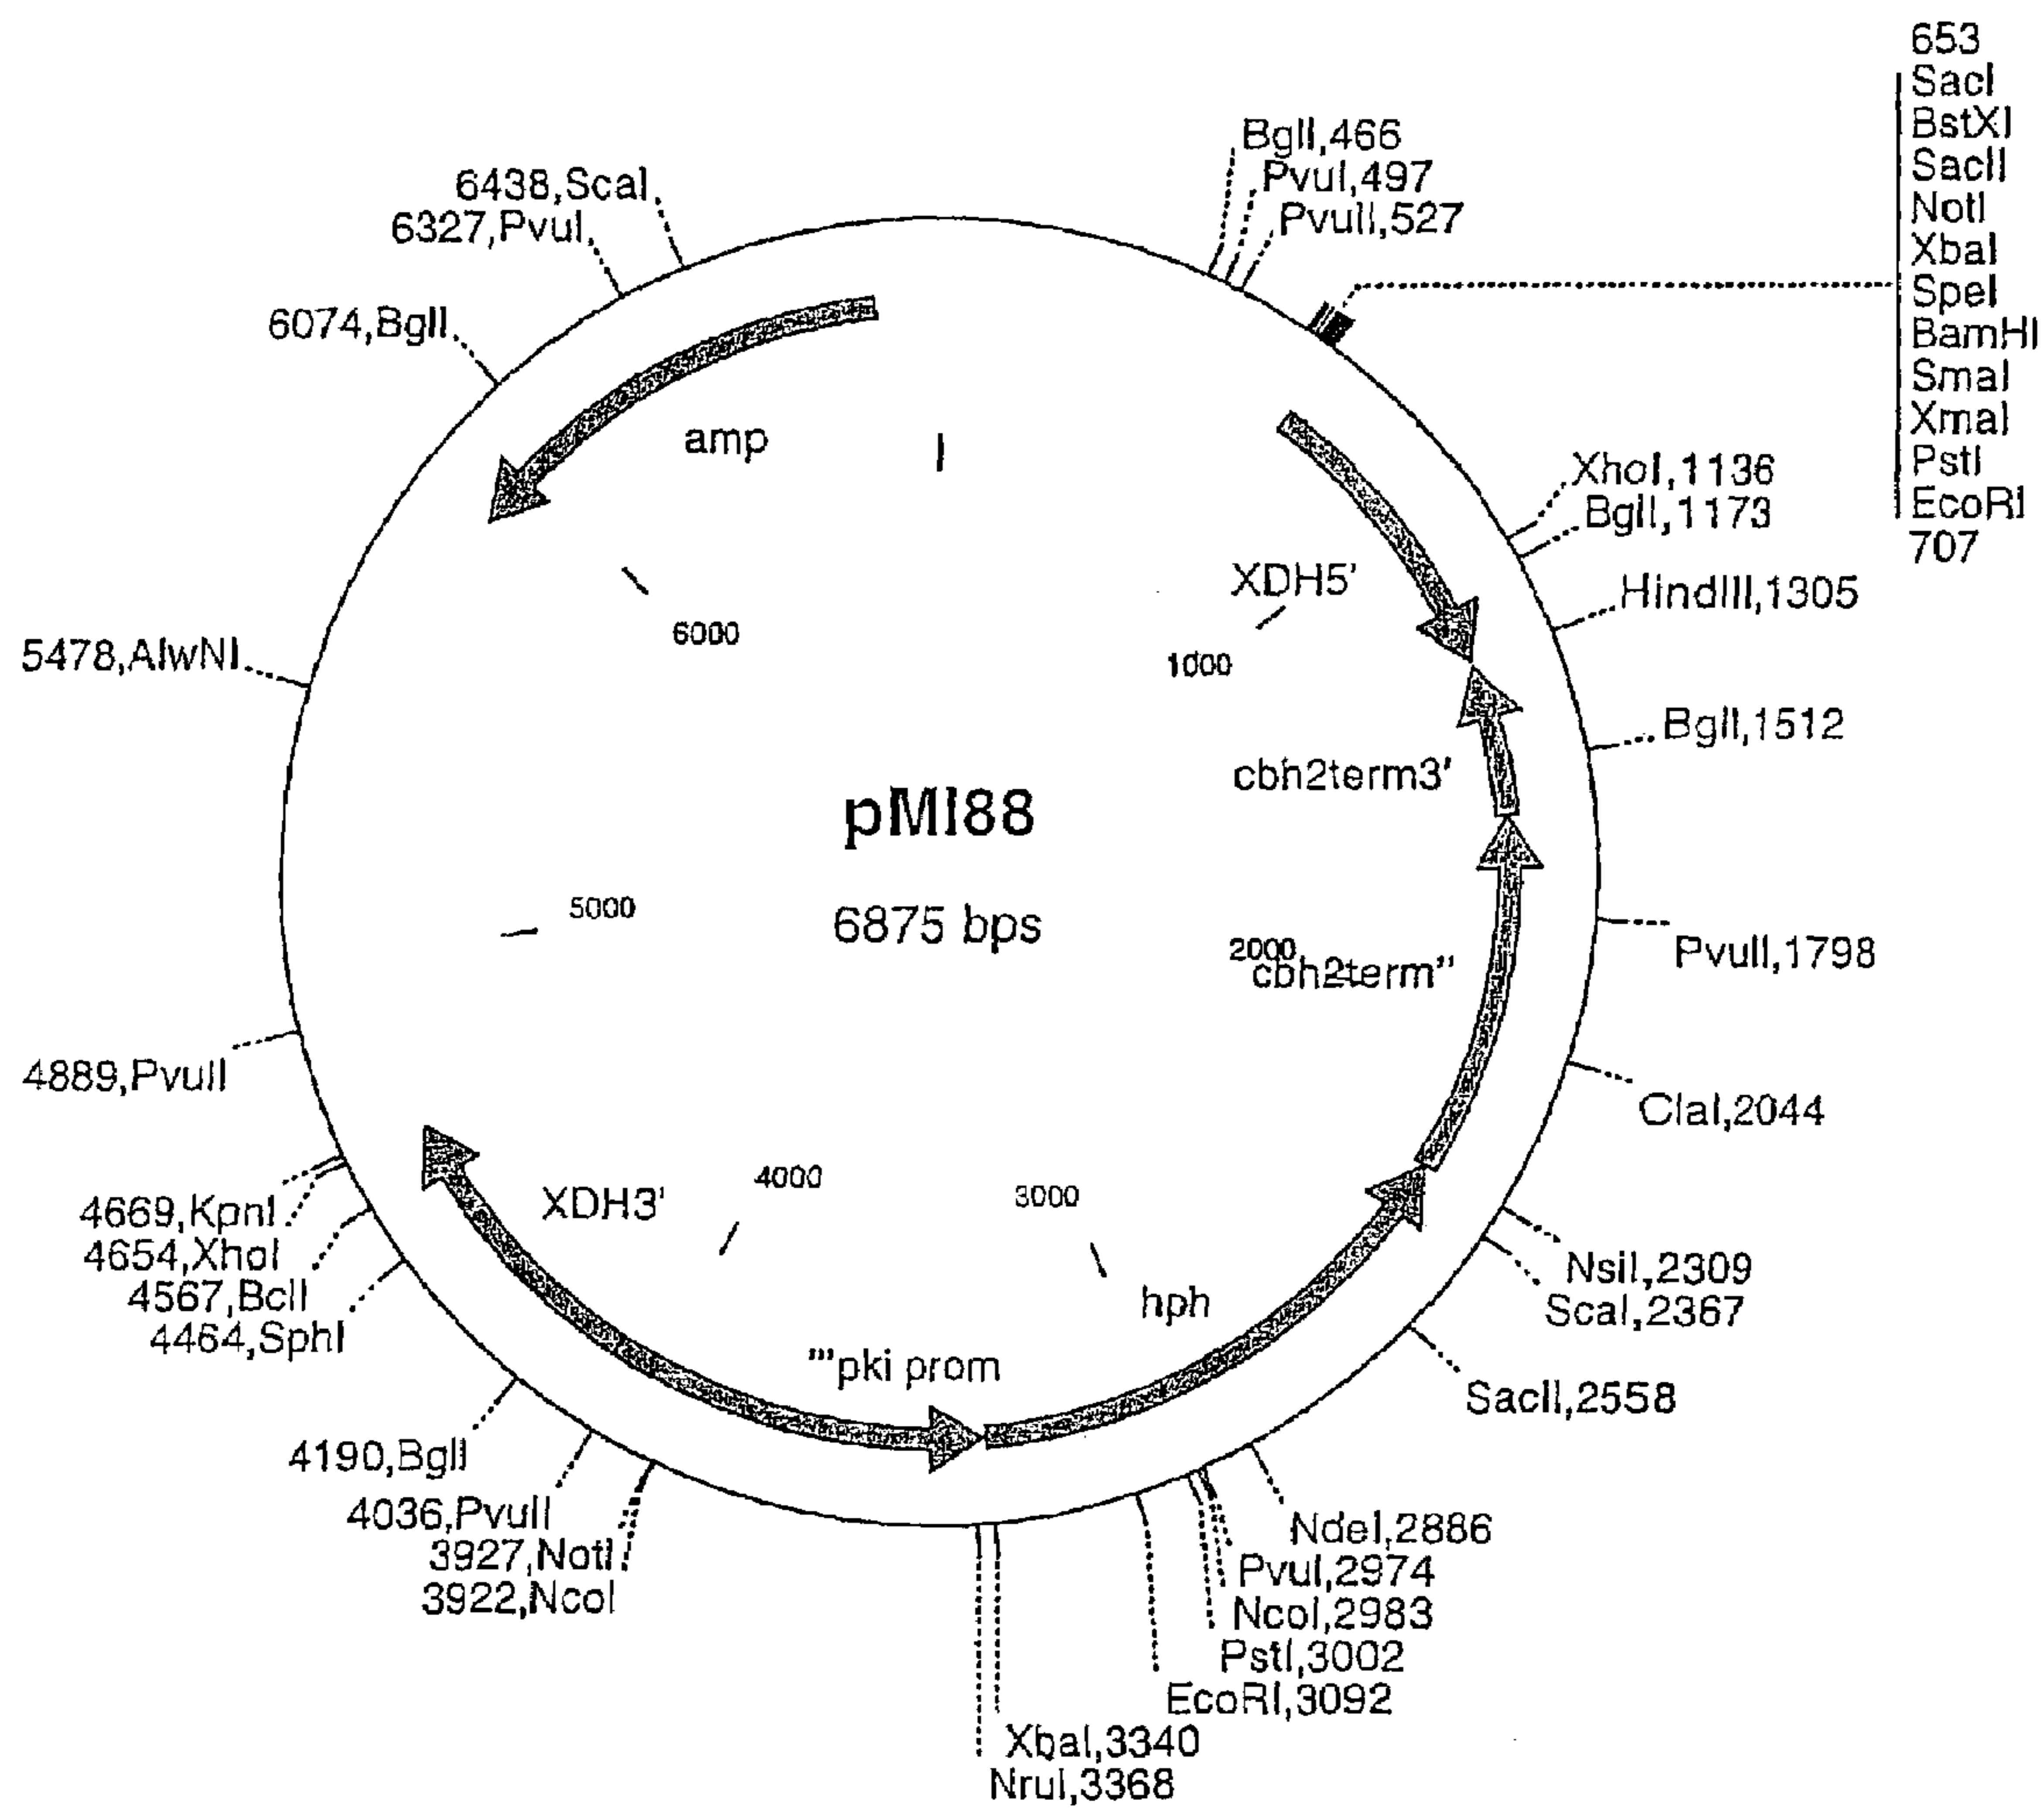 653
SacI
BstXI
SacII
NotI
XbaI
SpeI
BamHI
SmaI
XmaI
PstI
EcoRI
707
BglI,466
PvuI,497
PvuII,527
6438,ScaI
6327,PvuI
6074,BglI
amp
XhoI,1136
BglI,1173
HindIII,1305
XDH5'
6000
1000
5478,AlwNI
BglI,1512
cbh2term3'
pMI88
6875 bps
5000
2000
cbh2term"
PvuII,1798
4889,PvuII
ClaI,2044
4000
3000
XDH3'
4669,KpnI
4654,XhoI
4567,BclI
4464,SphI
NsiI,2309
ScaI,2367
hph
'"pki prom
SacII,2558
4190,BglI
4036,PvuII
3927,NotI
3922,NcoI
NdeI,2886
PvuI,2974
NcoI,2983
PstI,3002
EcoRI,3092
XbaI,3340
NruI,3368